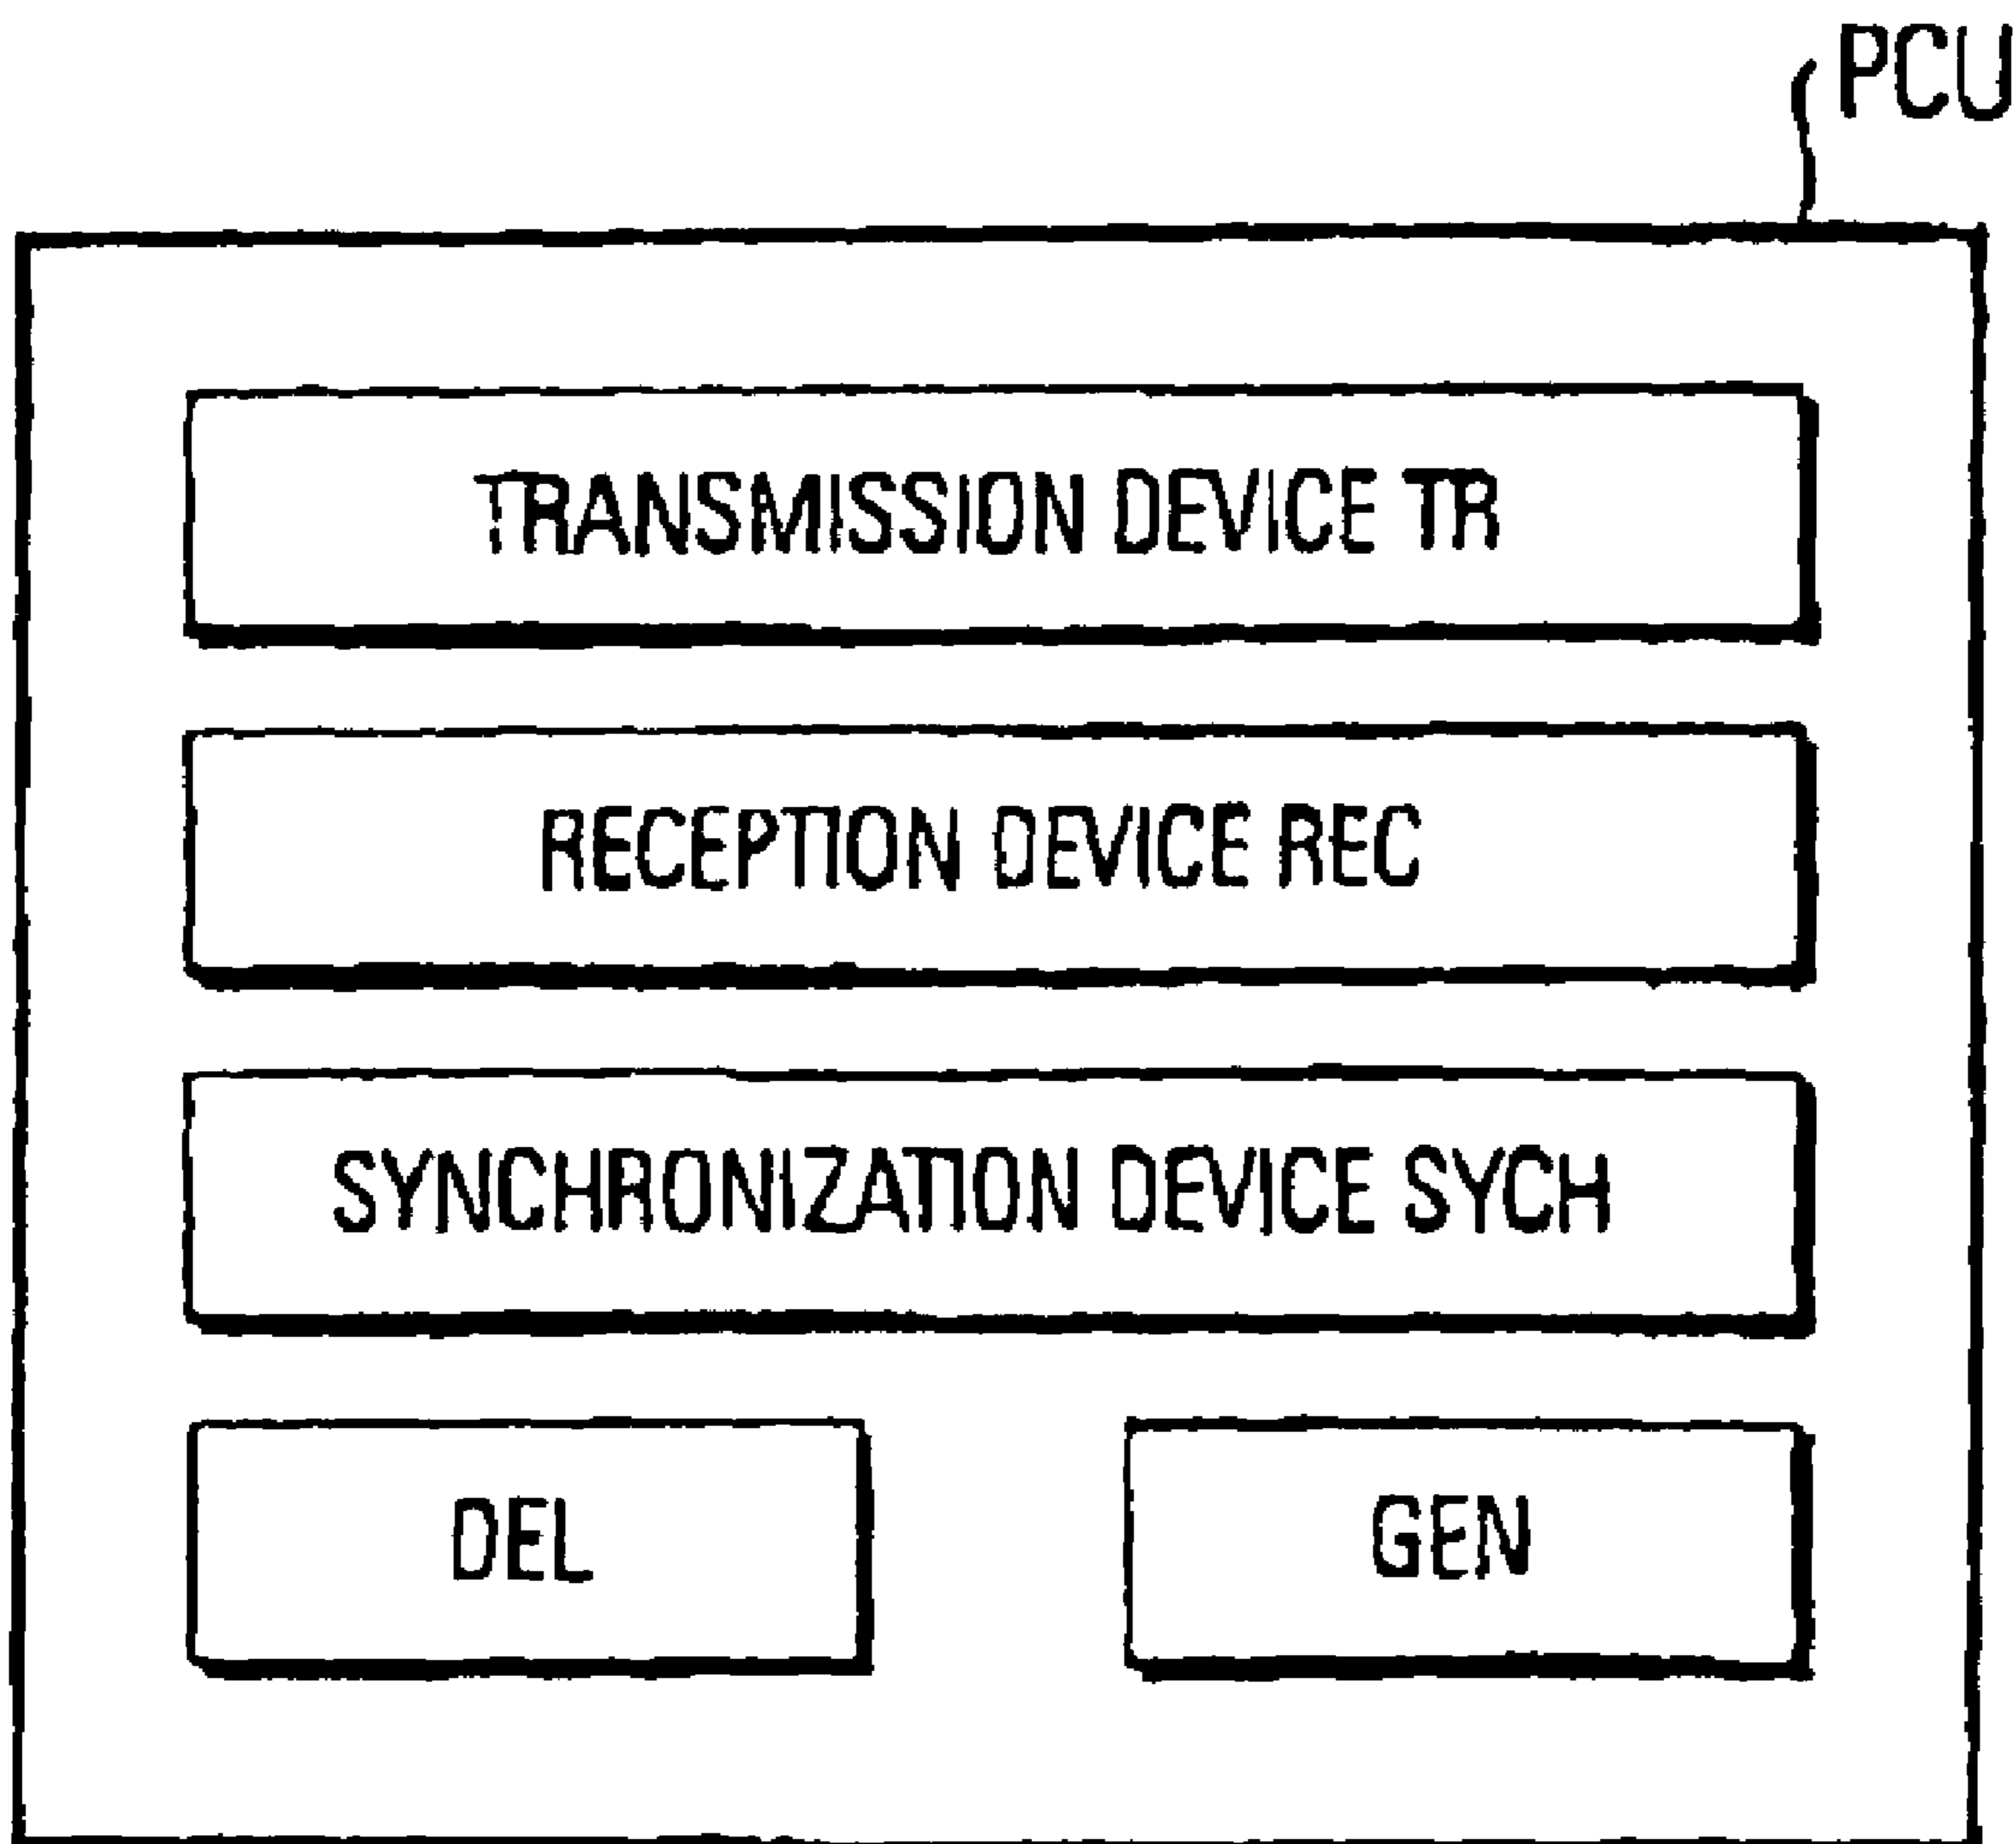 PCU
TRANSMISSION DEVICE TR
RECEPTION DEVICE REC
SYNCHRONIZATION DEVICE SYCH
DEL
GEN